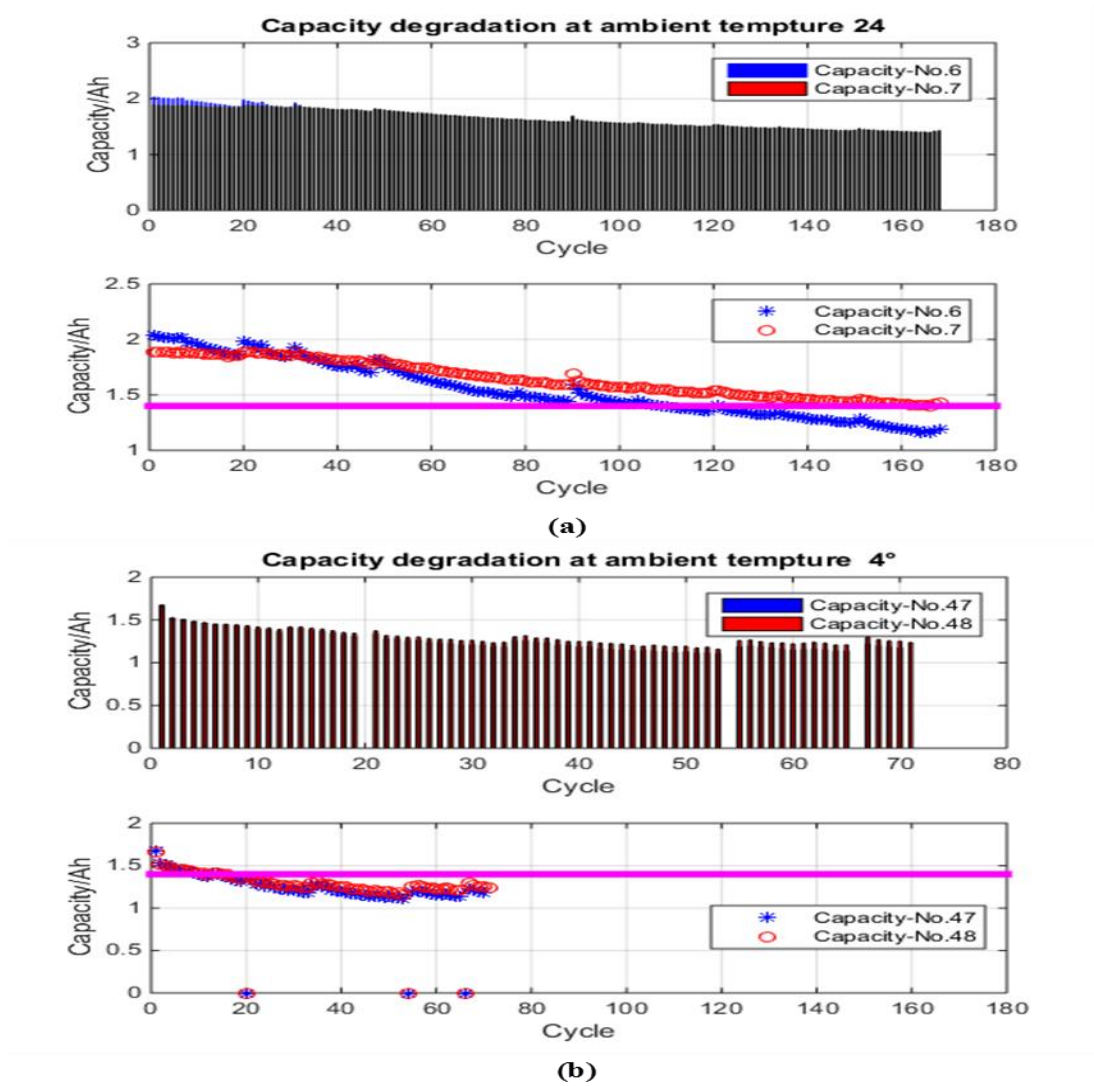 Capacity degradation at ambient tempture 24
3
2
1
0
Capacity/Ah
Capacity-No.6
Capacity-No.7
0 20 40 60 80 100 120 140 160 180
Cycle
2.5
2
1.5
1
Capacity/Ah
Capacity-No.6
Capacity-No.7
0 20 40 60 80 100 120 140 160 180
Cycle
(a)
Capacity degradation at ambient tempture 4°
2
1.5
1
0.5
0
Capacity/Ah
Capacity-No.47
Capacity-No.48
0 10 20 30 40 50 60 70 80
Cycle
2
1.5
1
0.5
0
Capacity/Ah
Capacity-No.47
Capacity-No.48
0 20 40 60 80 100 120 140 160 180
Cycle
(b)